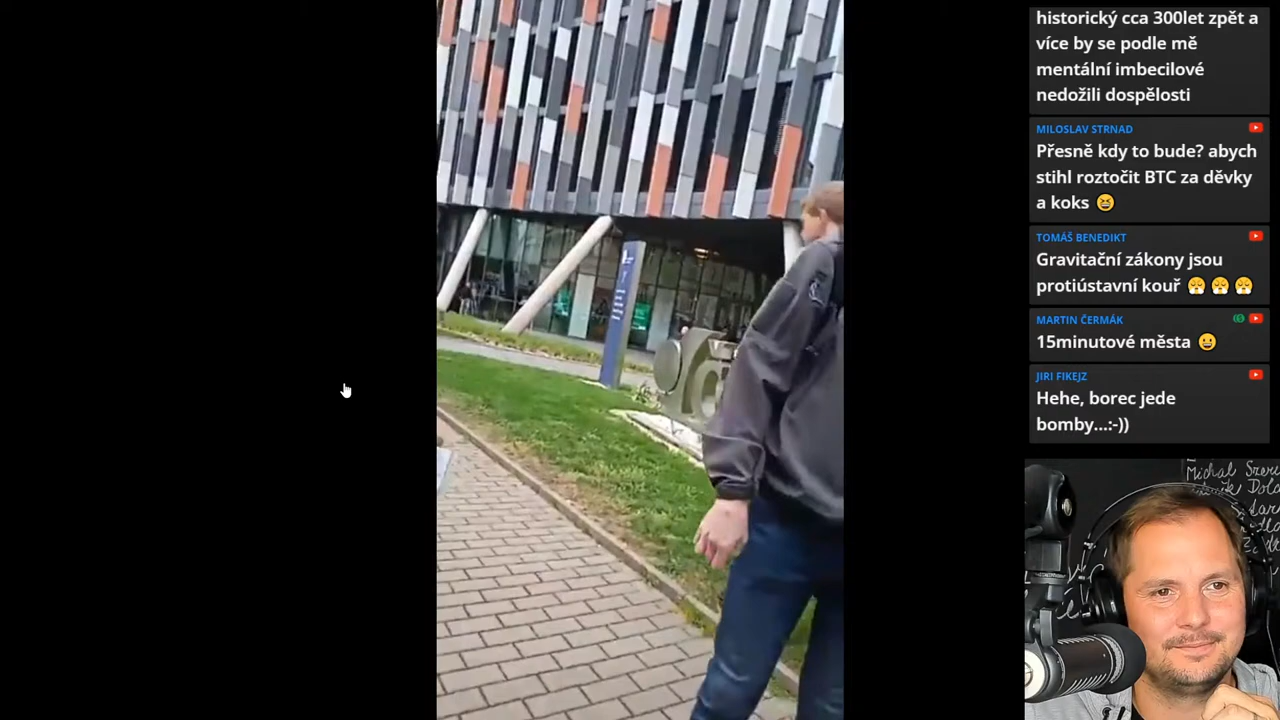 historický cca 300let zpět a
více by se podle mě
mentální imbecilové
nedožili dospělosti
MILOSLAV STRNAD
Přesně kdy to bude? abych
stihl roztočit BTC za děvky
a koks 😆
TOMÁŠ BENEDIKT
Gravitační zákony jsou
protiústavní kouř 😤 😤 😤
MARTIN ČERMÁK
15minutové města 😀
JIRI FIKEJZ
Hehe, borec jede
bomby...:-))
Michal